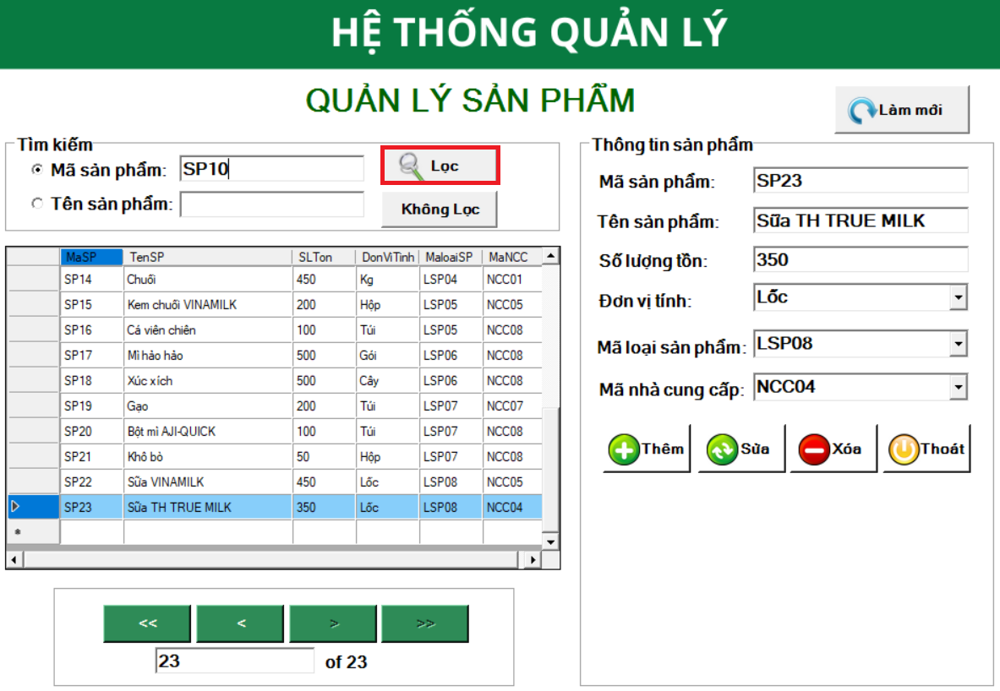 HỆ THỐNG QUẢN LÝ
QUẢN LÝ SẢN PHẨM
Làm mới
Tìm kiếm
Mã sản phẩm: SP10
Lọc
Tên sản phẩm:
Không Lọc
MaSP TenSP SLTon DonViTinh MaloaiSP MaNCC
SP14 Chuối 450 Kg LSP04 NCC01
SP15 Kem chuối VINAMILK 200 Hộp LSP05 NCC05
SP16 Cá viên chiên 100 Túi LSP05 NCC08
SP17 Mì hảo hảo 500 Gói LSP06 NCC08
SP18 Xúc xích 500 Cây LSP06 NCC08
SP19 Gạo 200 Túi LSP07 NCC07
SP20 Bột mì AJI-QUICK 100 Túi LSP07 NCC08
SP21 Khô bò 50 Hộp LSP07 NCC08
SP22 Sữa VINAMILK 450 Lốc LSP08 NCC05
SP23 Sữa TH TRUE MILK 350 Lốc LSP08 NCC04
*
<< < > >>
23 of 23
Thông tin sản phẩm
Mã sản phẩm: SP23
Tên sản phẩm: Sữa TH TRUE MILK
Số lượng tồn: 350
Đơn vị tính: Lốc
Mã loại sản phẩm: LSP08
Mã nhà cung cấp: NCC04
Thêm Sửa Xóa Thoát